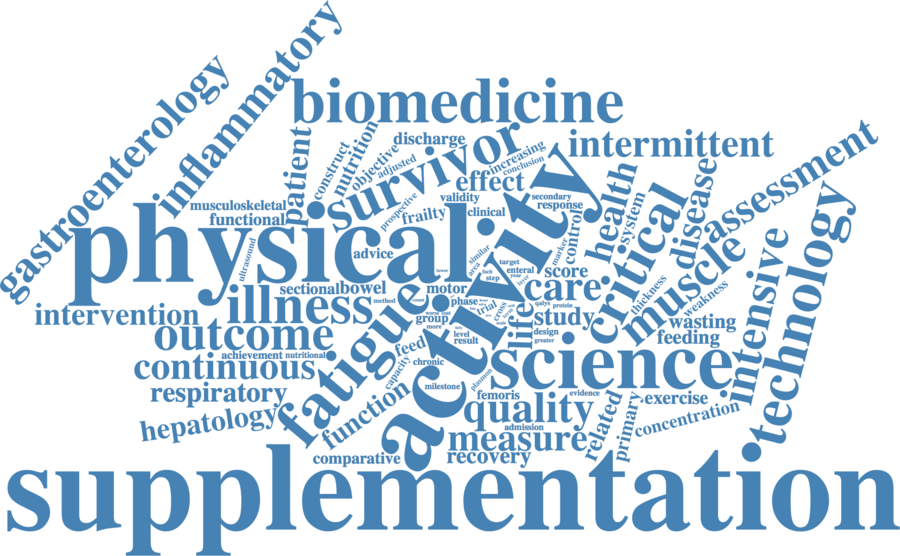 inflammatory
gastroenterology
biomedicine
discharge
survivor
increasing
conclusion
intermittent
assessment
construct
nutrition
objective
adjusted
patient
effect
validity
secondary
response
health
system
disease
technology
musculoskeletal
functional
prospective
frailty
clinical
control
marker
critical
muscle
physical
activity
ultrasound
advice
similar
area
target
enteral
step
score
care
intensive
sectional
bowel
motor
method
phase
trial
thickness
weakness
intervention
illness
group
more
cross
life
qalys
protein
study
design
greater
wasting
feeding
outcome
fatigue
level
result
continuous
achievement
nutritional
feed
chronic
capacity
science
respiratory
milestone
plasmin
femoris
evidence
exercise
hepatology
function
quality
admission
related
primary
concentration
measure
comparative
recovery
supplementation